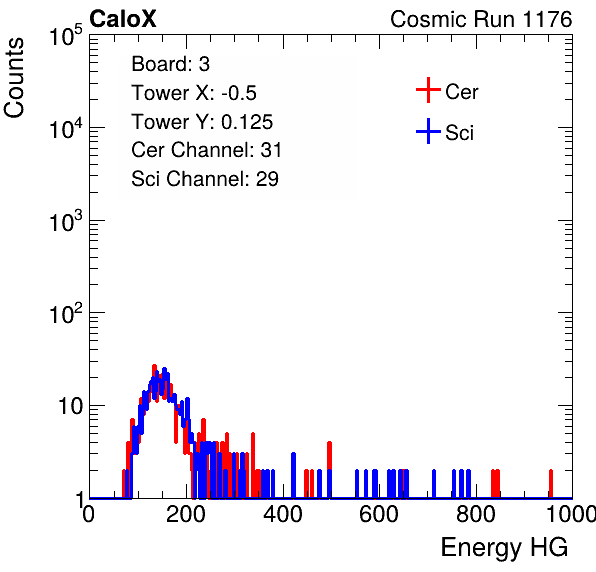 CaloX Cosmic Run 1176
Counts
Board: 3
Tower X: -0.5
Tower Y: 0.125
Cer Channel: 31
Sci Channel: 29
Cer
Sci
10^5
10^4
10^3
10^2
10
1
0 200 400 600 800 1000
Energy HG